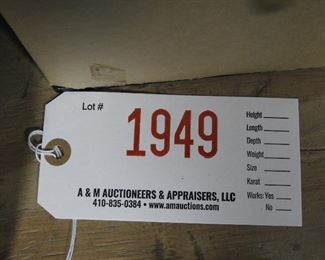 Lot #
1949
Height
Length
Depth
Weight
Size
Karat
Works: Yes
No
A & M AUCTIONEERS & APPRAISERS, LLC
410-835-0384 • www.amauctions.com